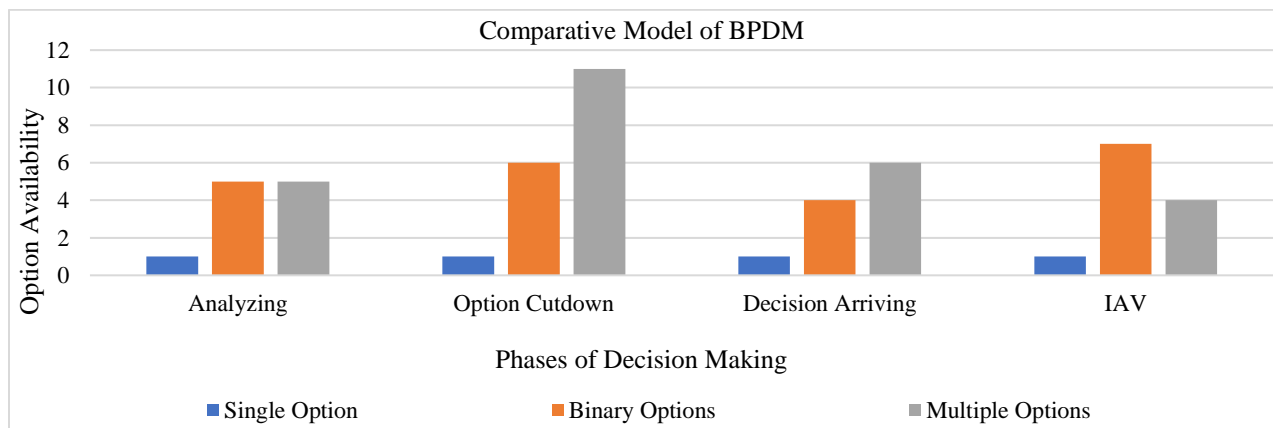 Comparative Model of BPDM
12
10
8
6
4
2
0
Option Availability
Analyzing Option Cutdown Decision Arriving IAV
Phases of Decision Making
Single Option Binary Options Multiple Options